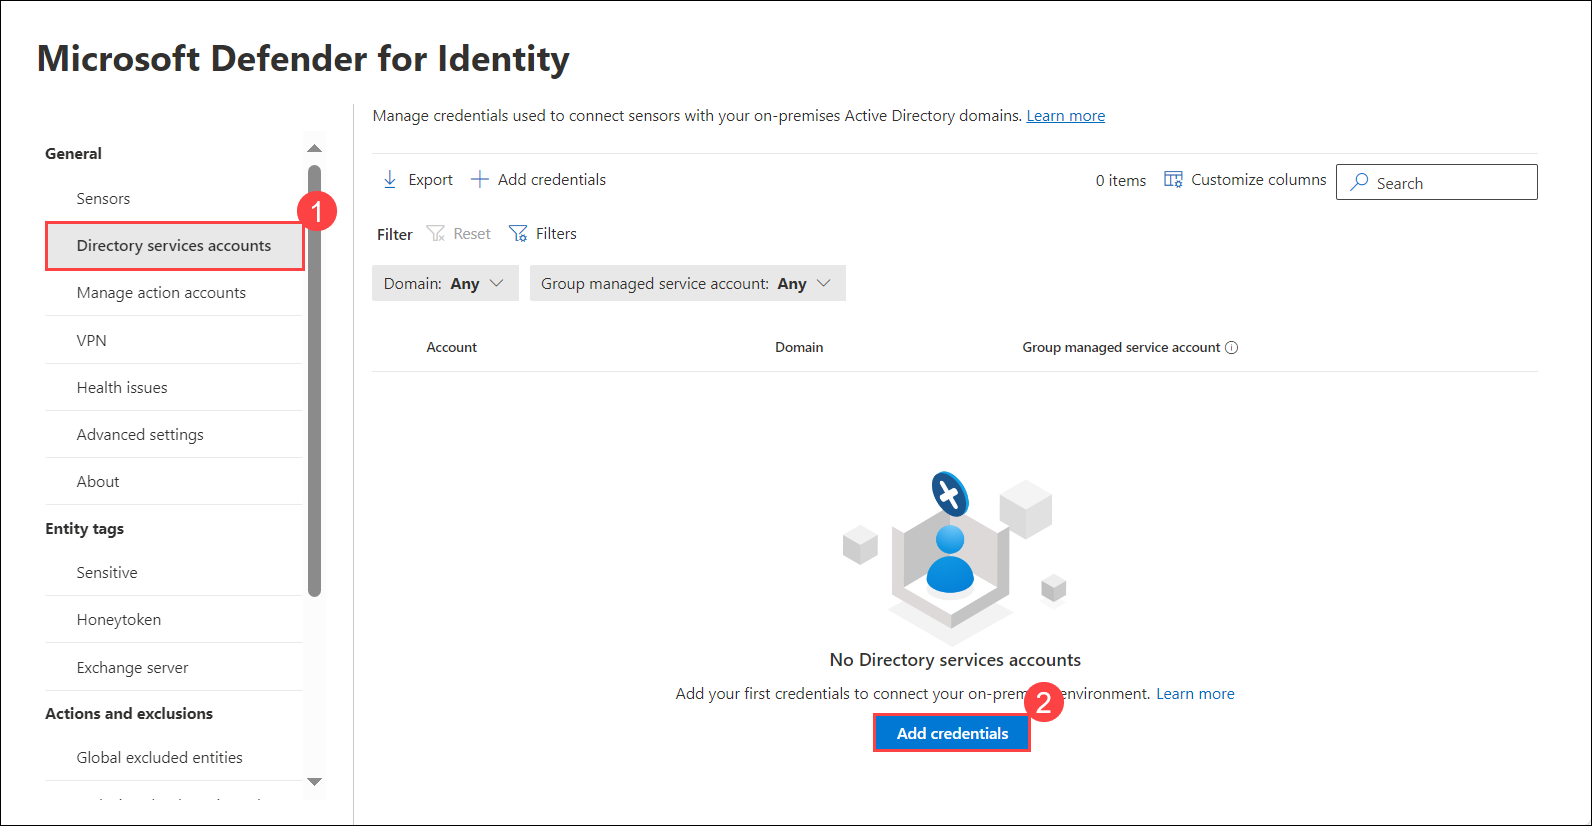 Microsoft Defender for Identity
General
Sensors
Directory services accounts
1
Manage action accounts
VPN
Health issues
Advanced settings
About
Entity tags
Sensitive
Honeytoken
Exchange server
Actions and exclusions
Global excluded entities
Manage credentials used to connect sensors with your on-premises Active Directory domains. Learn more
Export Add credentials 0 items Customize columns Search
Filter Reset Filters
Domain: Any Group managed service account: Any
Account Domain Group managed service account
No Directory services accounts
Add your first credentials to connect your on-prem environment. Learn more
2
Add credentials